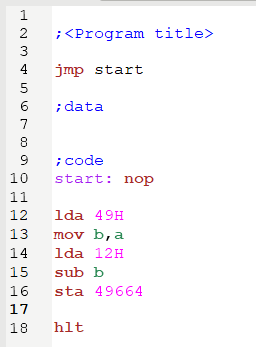 1
2 ;<Program title>
3
4 jmp start
5
6 ;data
7
8
9 ;code
10 start: nop
11
12 lda 49H
13 mov b,a
14 lda 12H
15 sub b
16 sta 49664
17
18 hlt